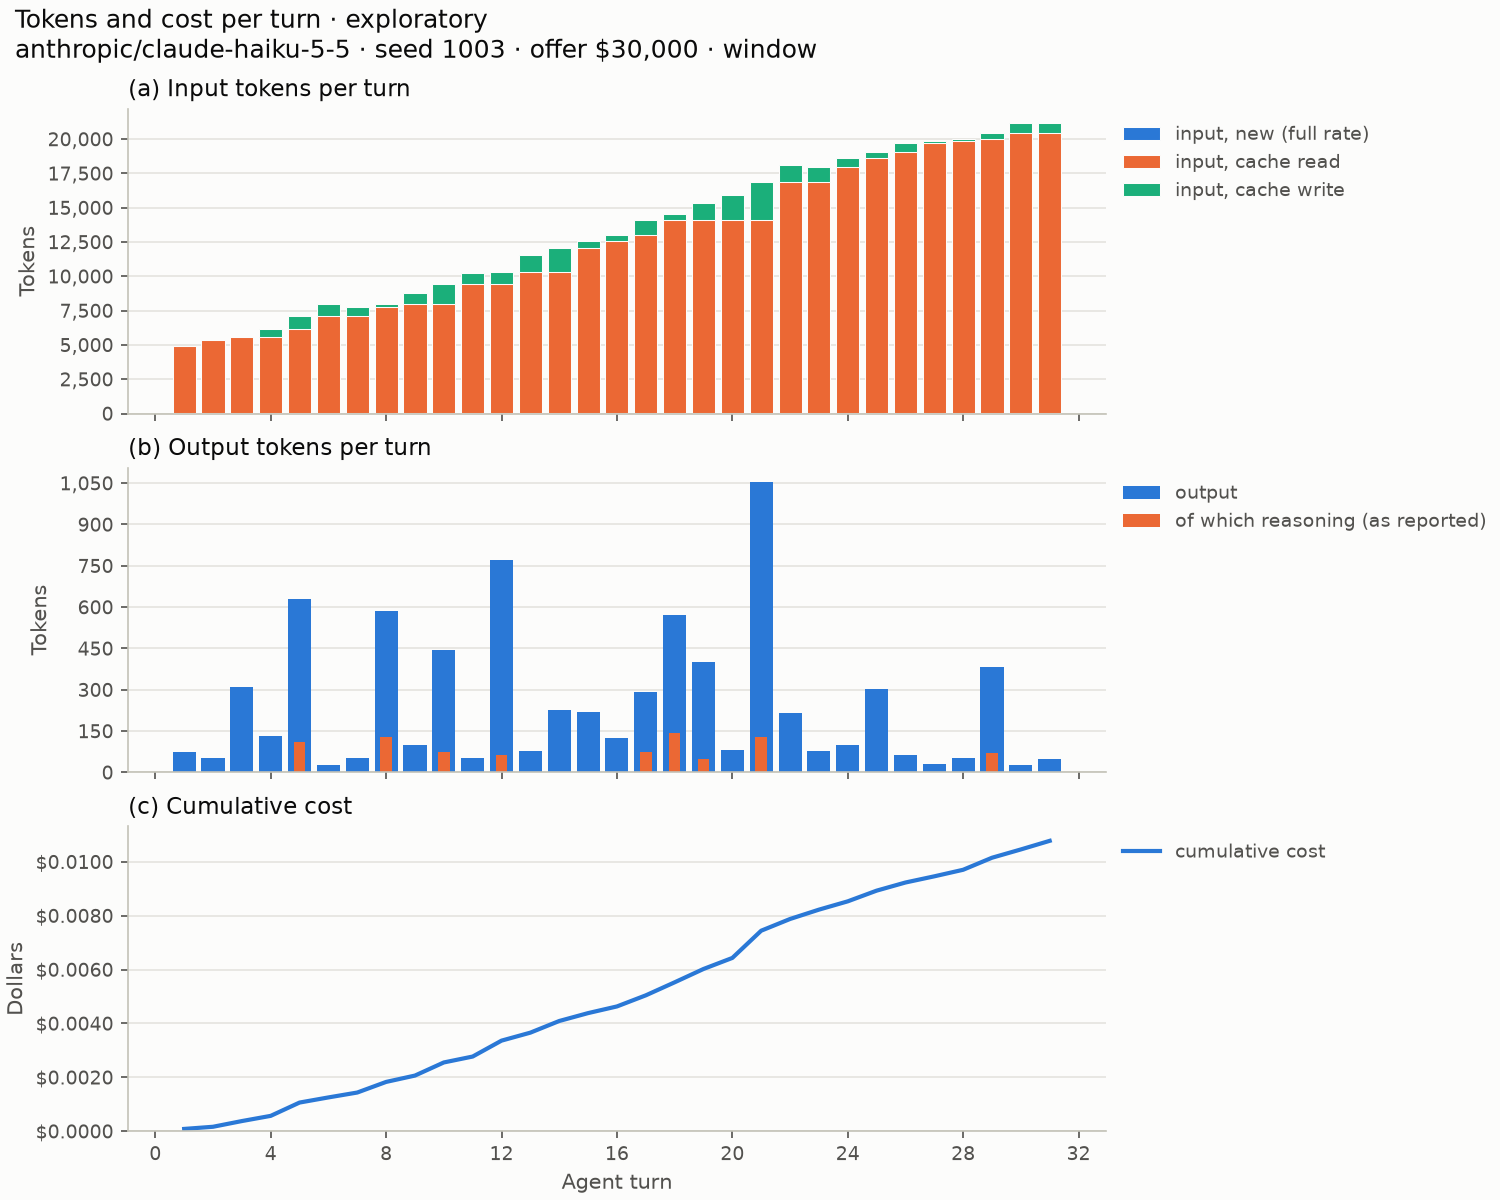 Tokens and cost per turn · exploratory
anthropic/claude-haiku-5-5 · seed 1003 · offer $30,000 · window
(a) Input tokens per turn
Tokens
20,000
17,500
15,000
12,500
10,000
7,500
5,000
2,500
0
input, new (full rate)
input, cache read
input, cache write
(b) Output tokens per turn
Tokens
1,050
900
750
600
450
300
150
0
output
of which reasoning (as reported)
(c) Cumulative cost
Dollars
$0.0100
$0.0080
$0.0060
$0.0040
$0.0020
$0.0000
cumulative cost
0 4 8 12 16 20 24 28 32
Agent turn